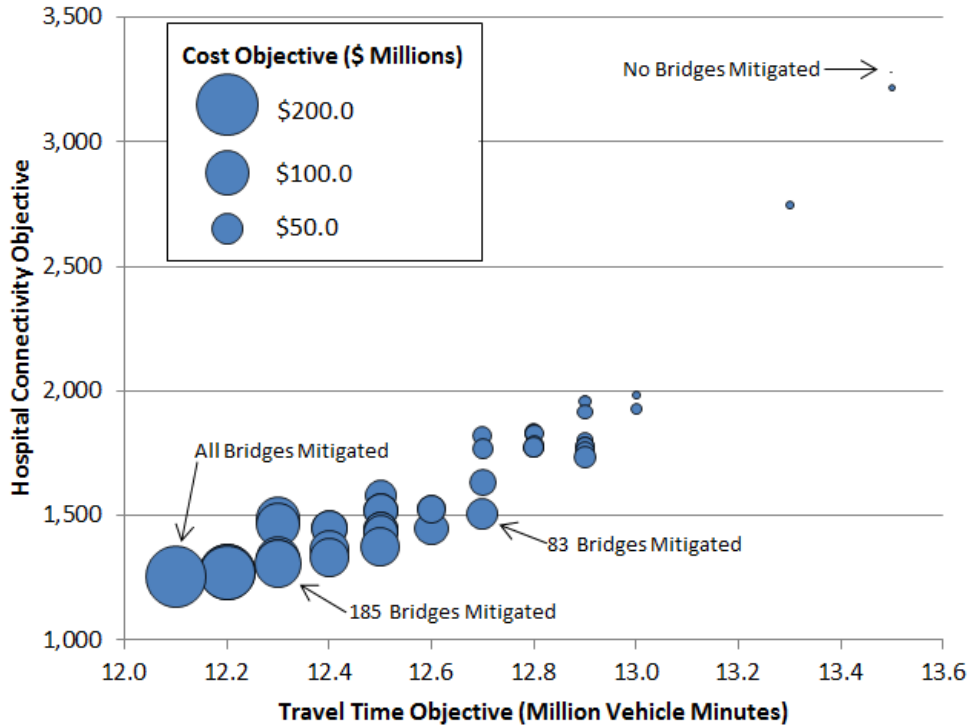 3,500
3,000
2,500
2,000
1,500
1,000
Hospital Connectivity Objective
Cost Objective ($ Millions)
$200.0
$100.0
$50.0
No Bridges Mitigated
All Bridges Mitigated
83 Bridges Mitigated
185 Bridges Mitigated
12.0 12.2 12.4 12.6 12.8 13.0 13.2 13.4 13.6
Travel Time Objective (Million Vehicle Minutes)